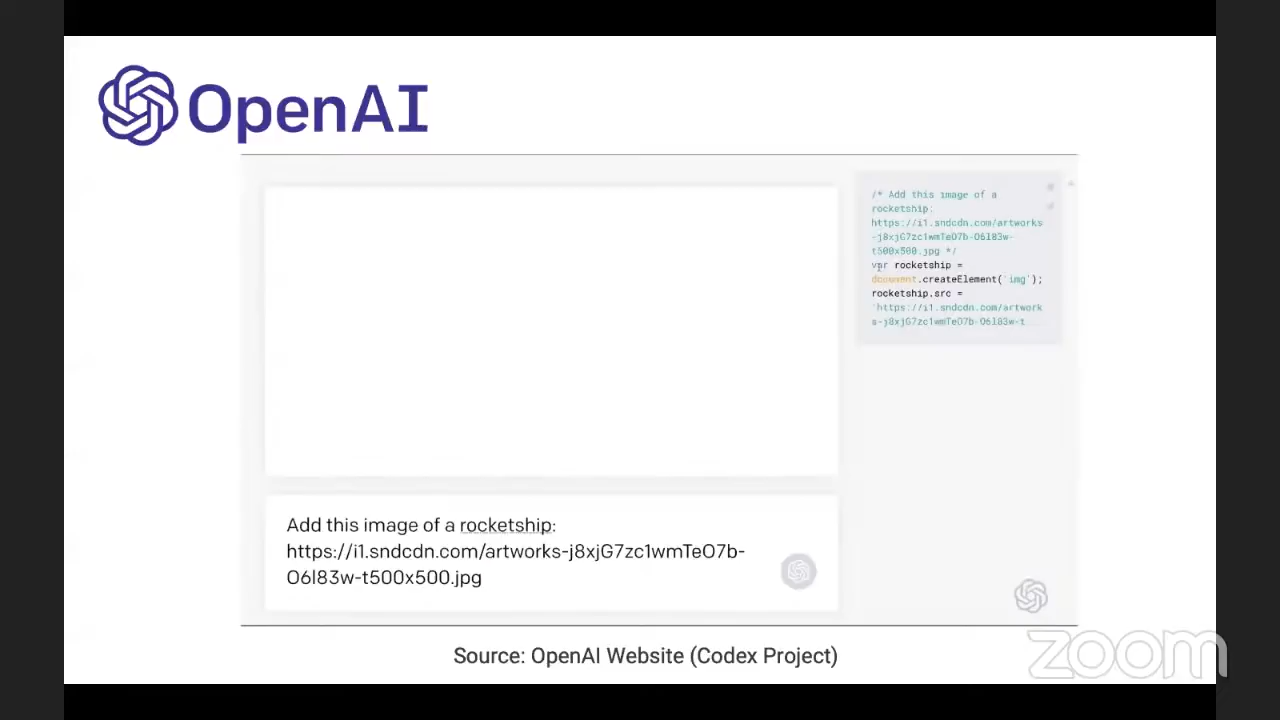 OpenAI
/* Add this image of a
rocketship:
https://i1.sndcdn.com/artworks
-j8xjG7zc1wmTeO7b-O6l83w-
t500x500.jpg */
var rocketship =
document.createElement('img');
rocketship.src =
'https://i1.sndcdn.com/artwork
s-j8xjG7zc1wmTeO7b-O6l83w-t
Add this image of a rocketship:
https://i1.sndcdn.com/artworks-j8xjG7zc1wmTeO7b-
O6l83w-t500x500.jpg
Source: OpenAI Website (Codex Project)
zoom